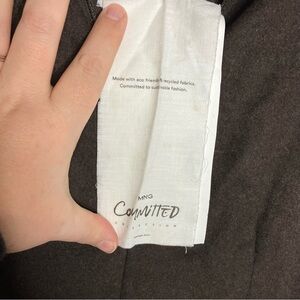 Made with eco friendly recycled fabrics.
Committed to sustainable fashion.
MNG
COMMITTED
COLLECTION